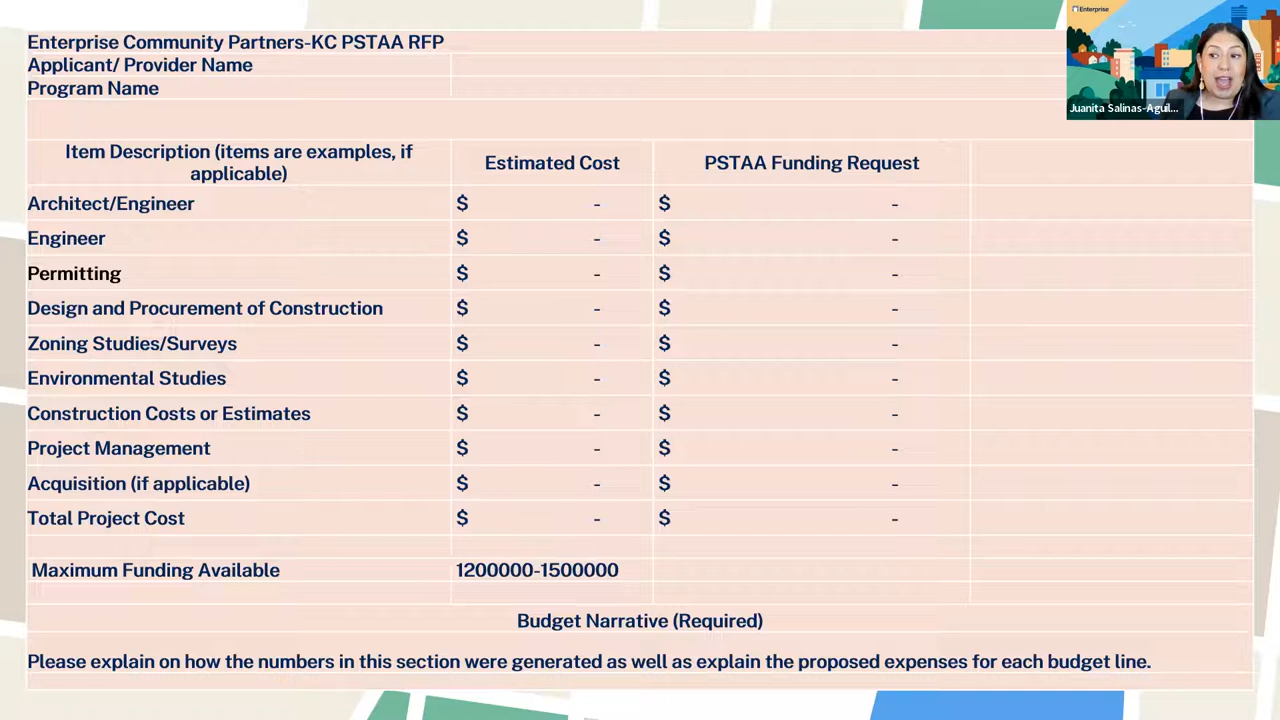 Enterprise
Juanita Salinas-Aguil...
Enterprise Community Partners-KC PSTAA RFP
Applicant/ Provider Name
Program Name
Item Description (items are examples, if
applicable)
Estimated Cost
PSTAA Funding Request
Architect/Engineer $ - $ -
Engineer $ - $ -
Permitting $ - $ -
Design and Procurement of Construction $ - $ -
Zoning Studies/Surveys $ - $ -
Environmental Studies $ - $ -
Construction Costs or Estimates $ - $ -
Project Management $ - $ -
Acquisition (if applicable) $ - $ -
Total Project Cost $ - $ -
Maximum Funding Available 1200000-1500000
Budget Narrative (Required)
Please explain on how the numbers in this section were generated as well as explain the proposed expenses for each budget line.